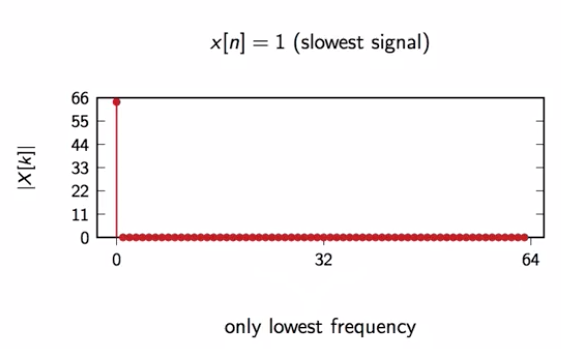 x[n] = 1 (slowest signal)
66
55
44
33
22
11
0
|X[k]|
0 32 64
only lowest frequency